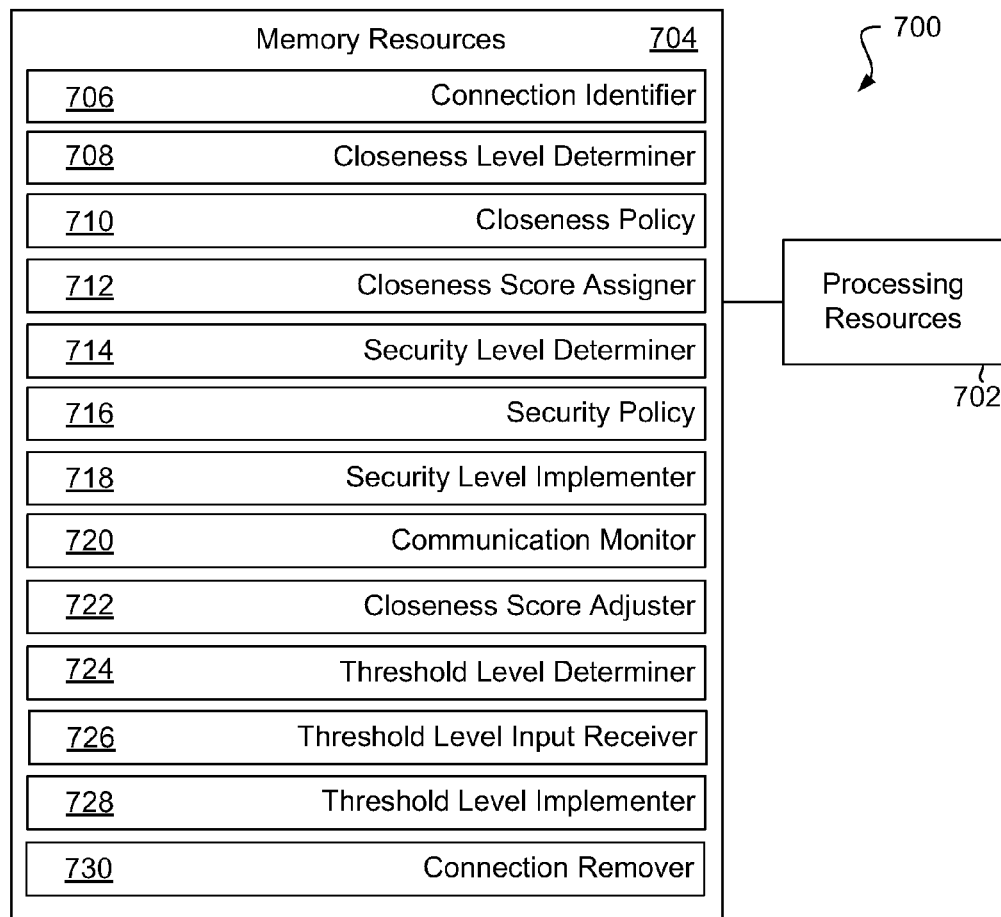 Memory Resources 704
700
706 Connection Identifier
708 Closeness Level Determiner
710 Closeness Policy
712 Closeness Score Assigner
714 Security Level Determiner
716 Security Policy
718 Security Level Implementer
720 Communication Monitor
722 Closeness Score Adjuster
724 Threshold Level Determiner
726 Threshold Level Input Receiver
728 Threshold Level Implementer
730 Connection Remover
Processing
Resources
702